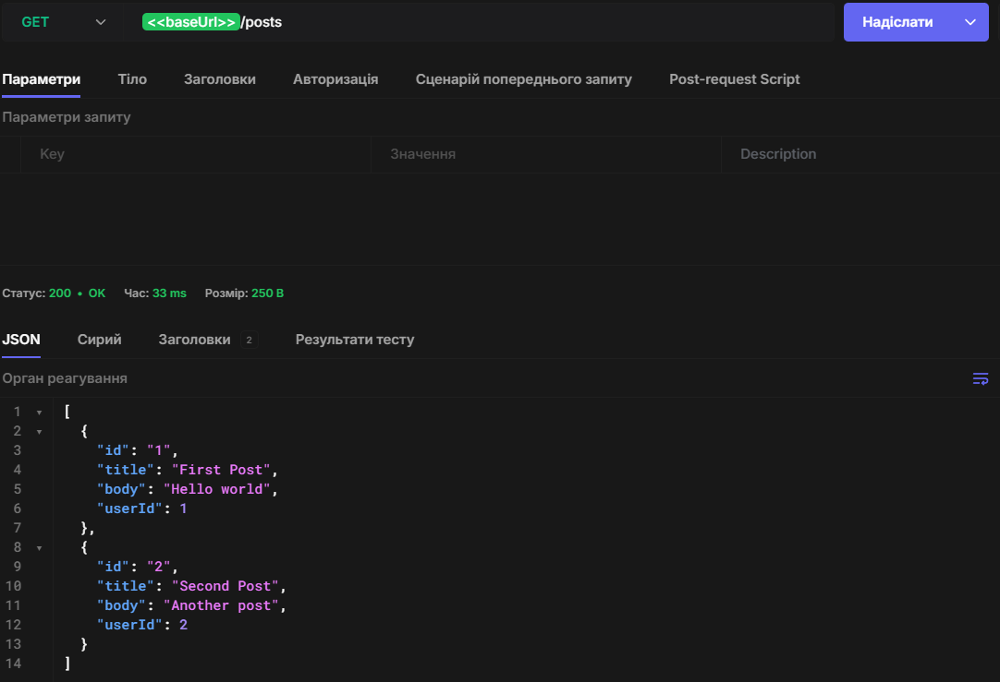 GET <<baseUrl>>/posts Надіслати
Параметри Тіло Заголовки Авторизація Сценарій попереднього запиту Post-request Script
Параметри запиту
Key Значення Description
Статус: 200 • OK Час: 33 ms Розмір: 250 B
JSON Сирий Заголовки 2 Результати тесту
Орган реагування
1 [
2 {
3 "id": "1",
4 "title": "First Post",
5 "body": "Hello world",
6 "userId": 1
7 },
8 {
9 "id": "2",
10 "title": "Second Post",
11 "body": "Another post",
12 "userId": 2
13 }
14 ]